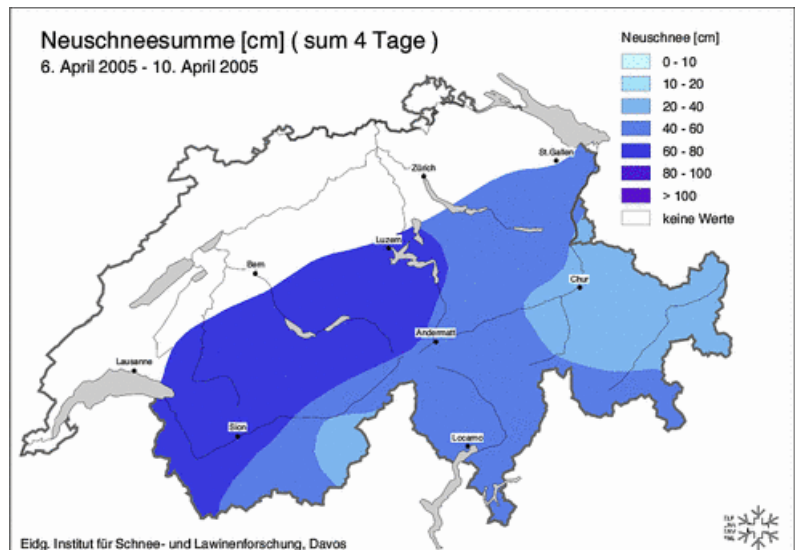 Neuschneesumme [cm] ( sum 4 Tage )
6. April 2005 - 10. April 2005
Neuschnee [cm]
0 - 10
10 - 20
20 - 40
40 - 60
60 - 80
80 - 100
> 100
keine Werte
St.Gallen
Zürich
Luzern
Bern
Chur
Andermatt
Lausanne
Sion
Locarno
Eidg. Institut für Schnee- und Lawinenforschung, Davos